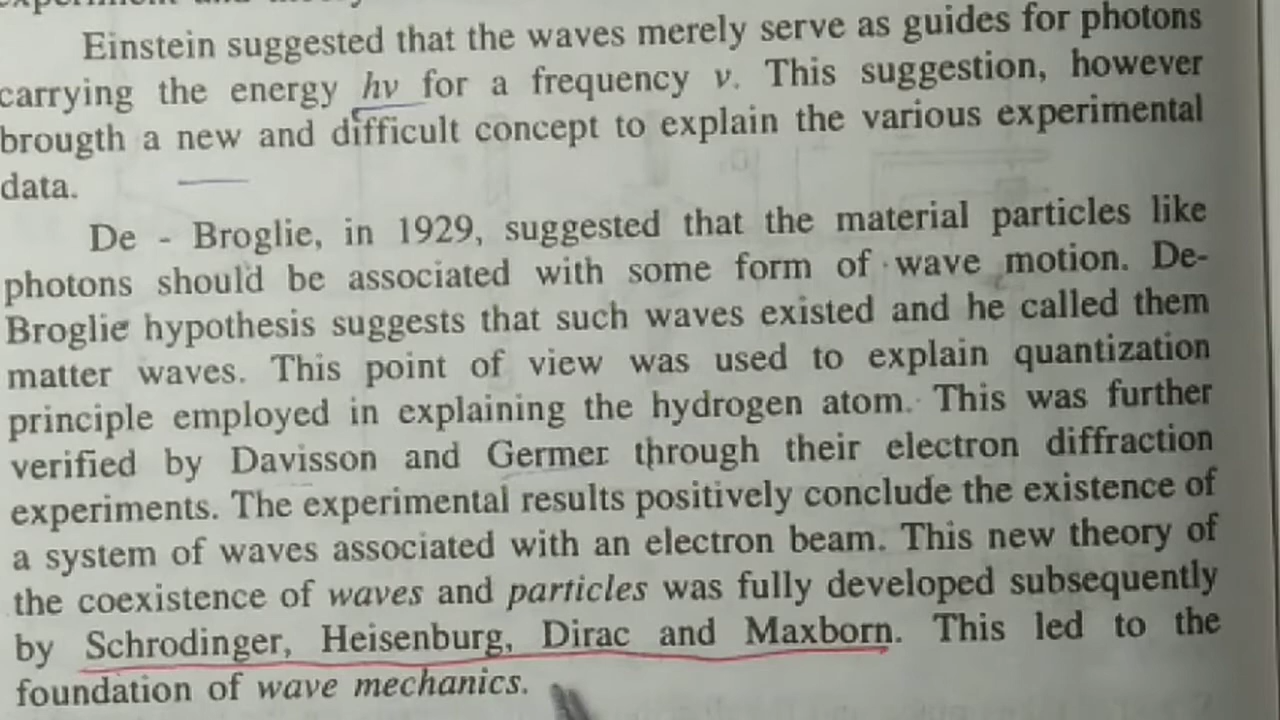 Einstein suggested that the waves merely serve as guides for photons
carrying the energy hν for a frequency ν. This suggestion, however
brougth a new and difficult concept to explain the various experimental
data.
De - Broglie, in 1929, suggested that the material particles like
photons should be associated with some form of wave motion. De-
Broglie hypothesis suggests that such waves existed and he called them
matter waves. This point of view was used to explain quantization
principle employed in explaining the hydrogen atom. This was further
verified by Davisson and Germer through their electron diffraction
experiments. The experimental results positively conclude the existence of
a system of waves associated with an electron beam. This new theory of
the coexistence of waves and particles was fully developed subsequently
by Schrodinger, Heisenburg, Dirac and Maxborn. This led to the
foundation of wave mechanics.